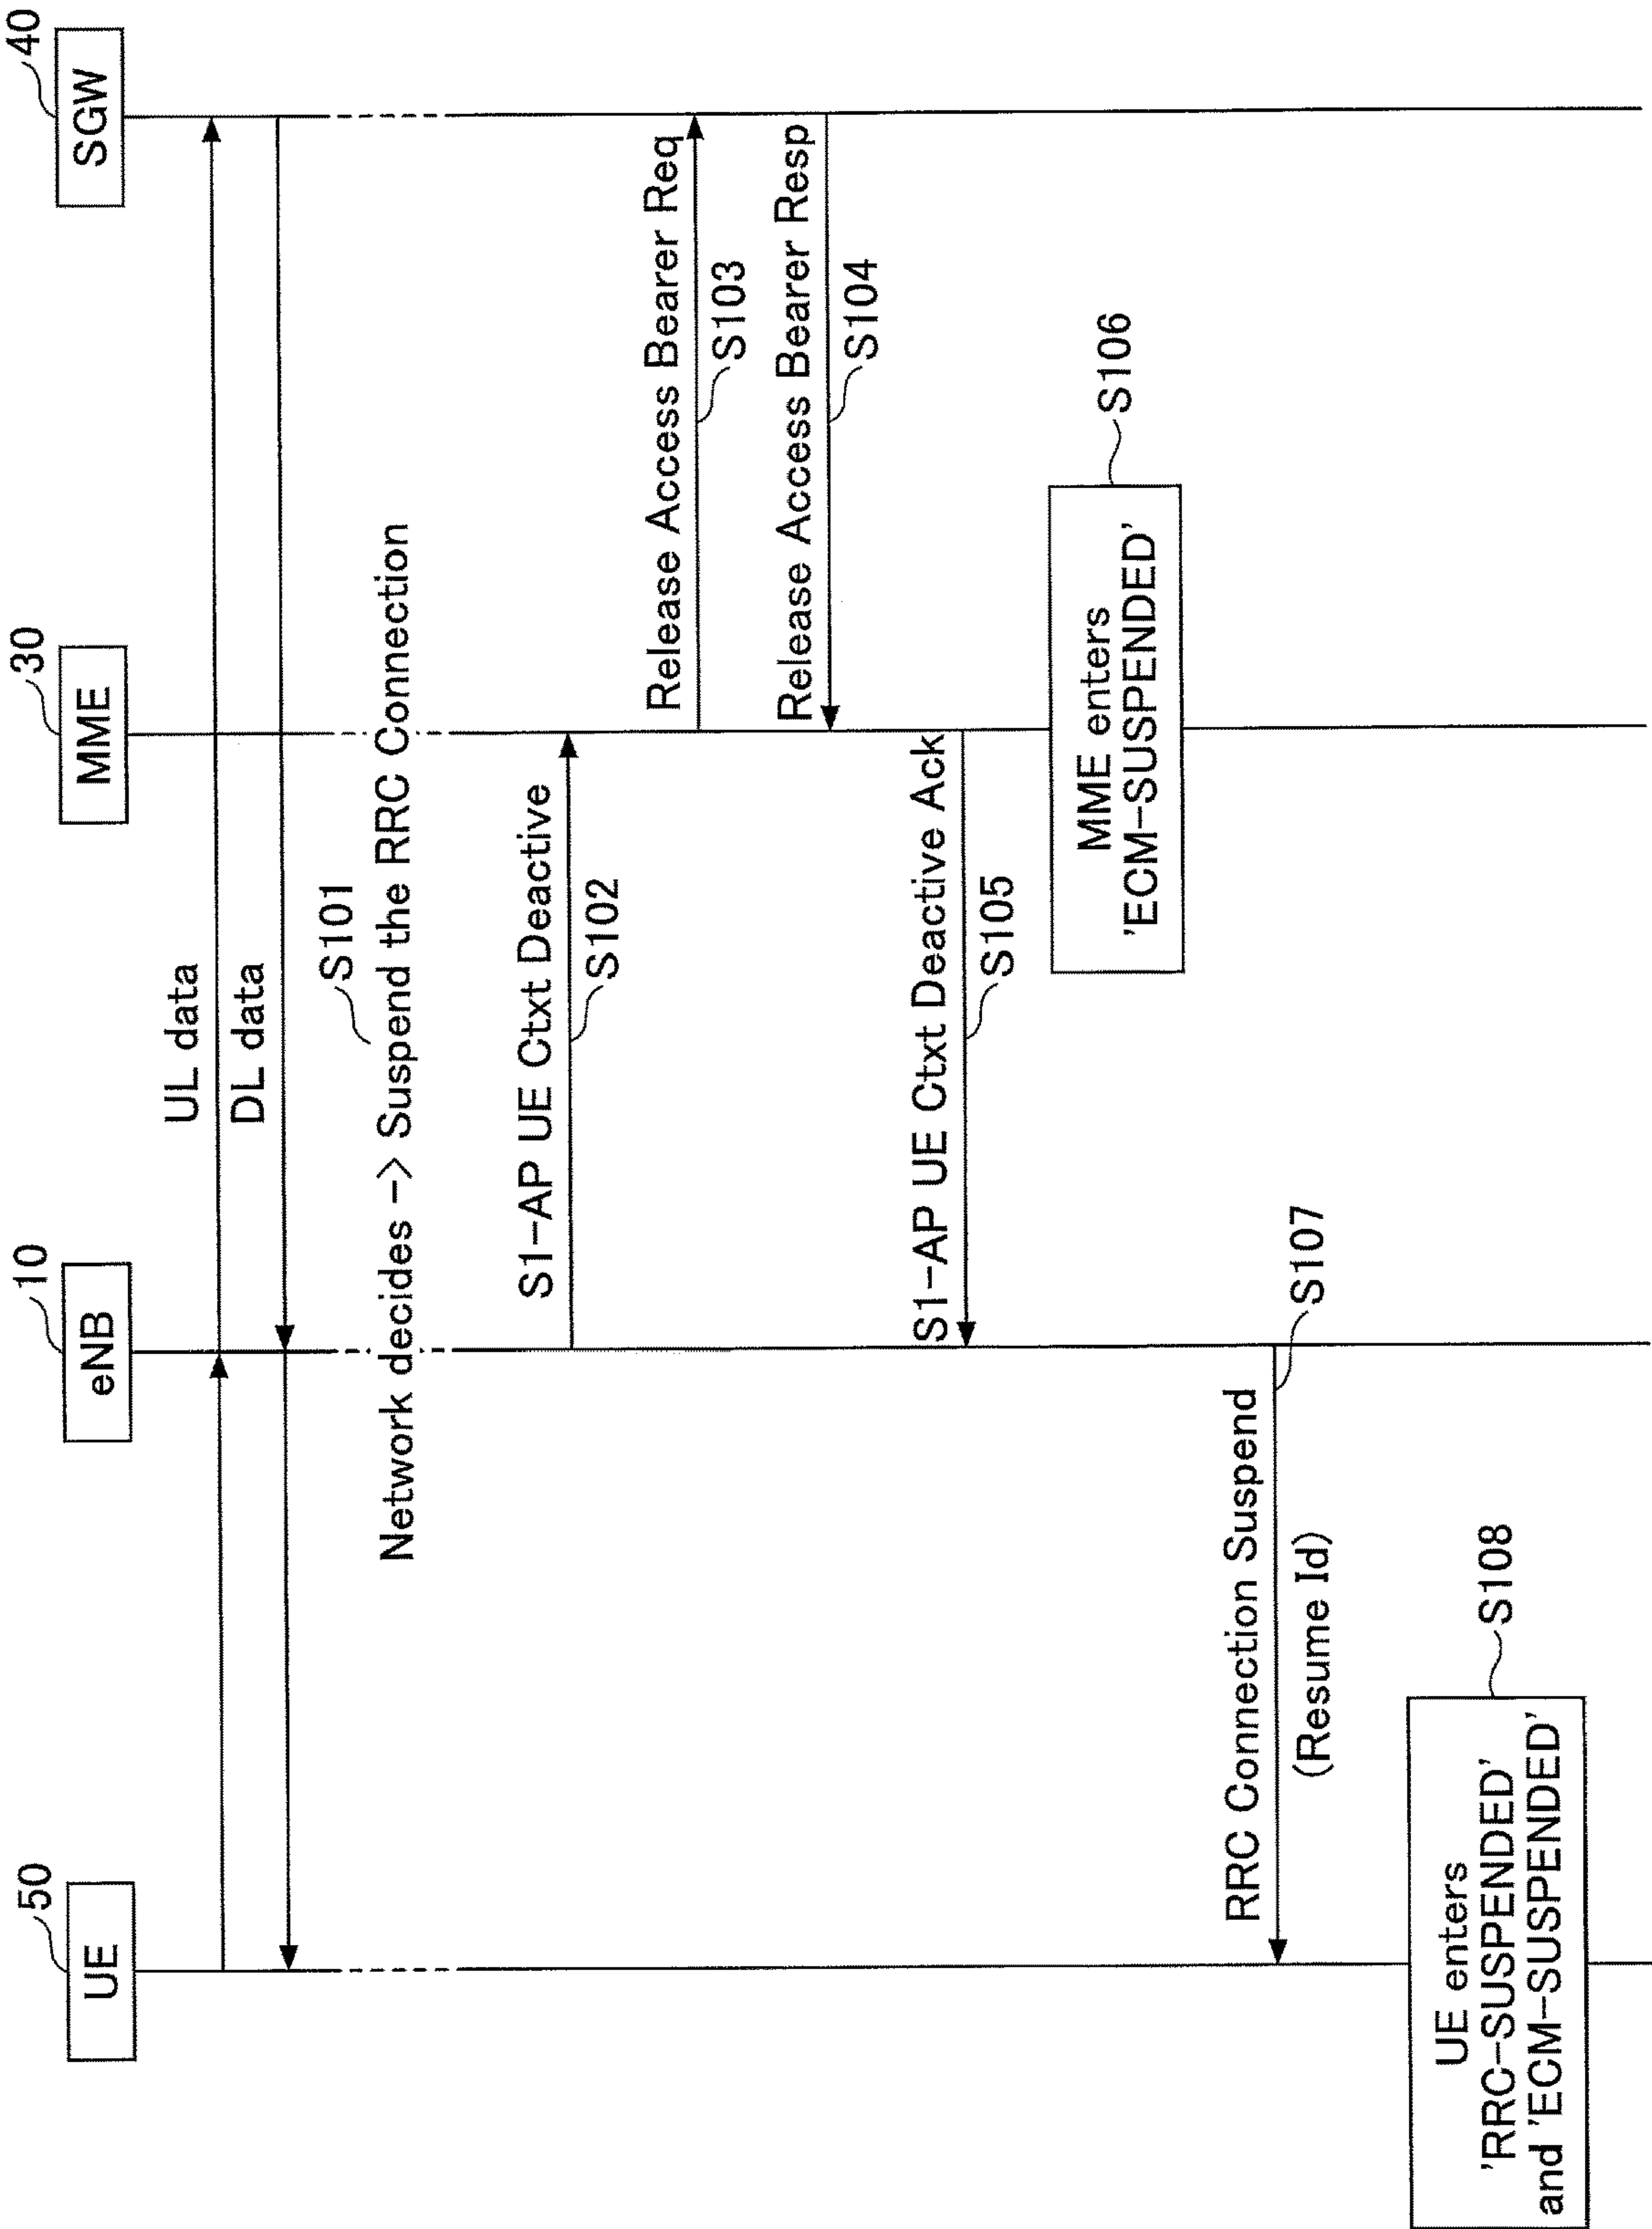 50
UE
10
eNB
30
MME
40
SGW
UL data
DL data
S101
Network decides -> Suspend the RRC Connection
S1-AP UE Ctxt Deactive
S102
Release Access Bearer Req
S103
Release Access Bearer Resp
S104
S1-AP UE Ctxt Deactive Ack
S105
MME enters
'ECM-SUSPENDED'
S106
RRC Connection Suspend
S107
(Resume Id)
UE enters
'RRC-SUSPENDED'
and 'ECM-SUSPENDED'
S108